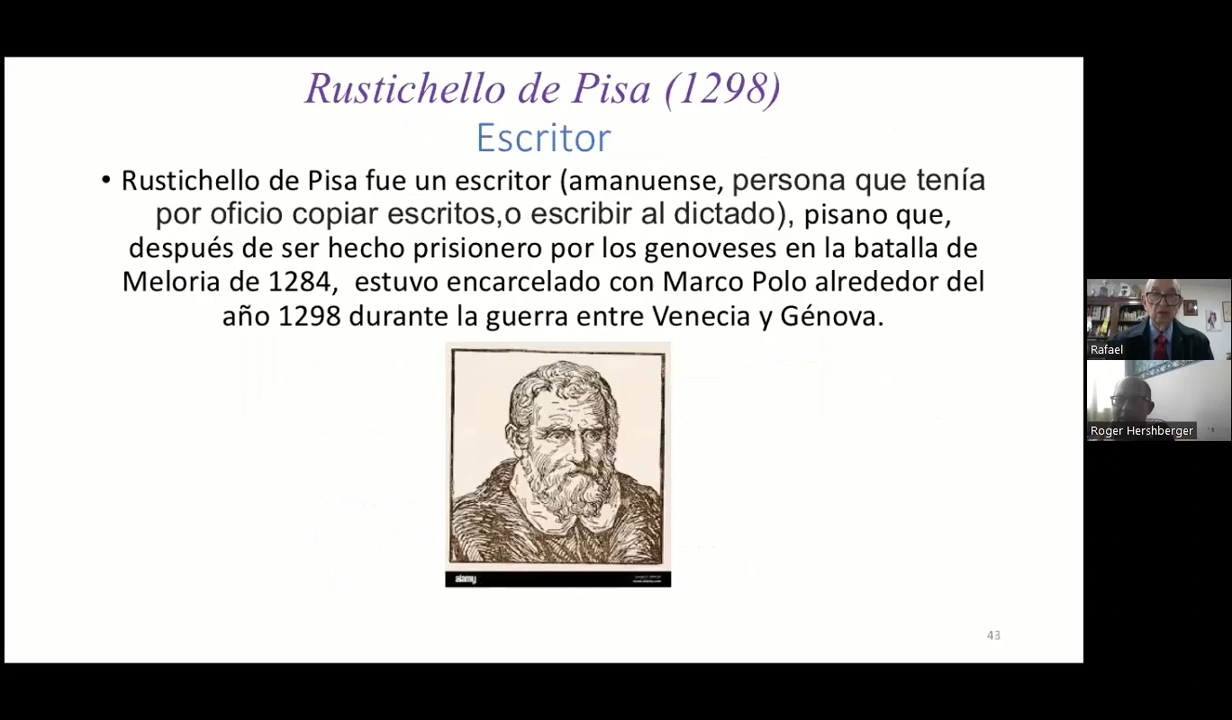 Rustichello de Pisa (1298)
Escritor
• Rustichello de Pisa fue un escritor (amanuense, persona que tenía
por oficio copiar escritos,o escribir al dictado), pisano que,
después de ser hecho prisionero por los genoveses en la batalla de
Meloria de 1284,  estuvo encarcelado con Marco Polo alrededor del
año 1298 durante la guerra entre Venecia y Génova.
alamy
43
Rafael
Roger Hershberger